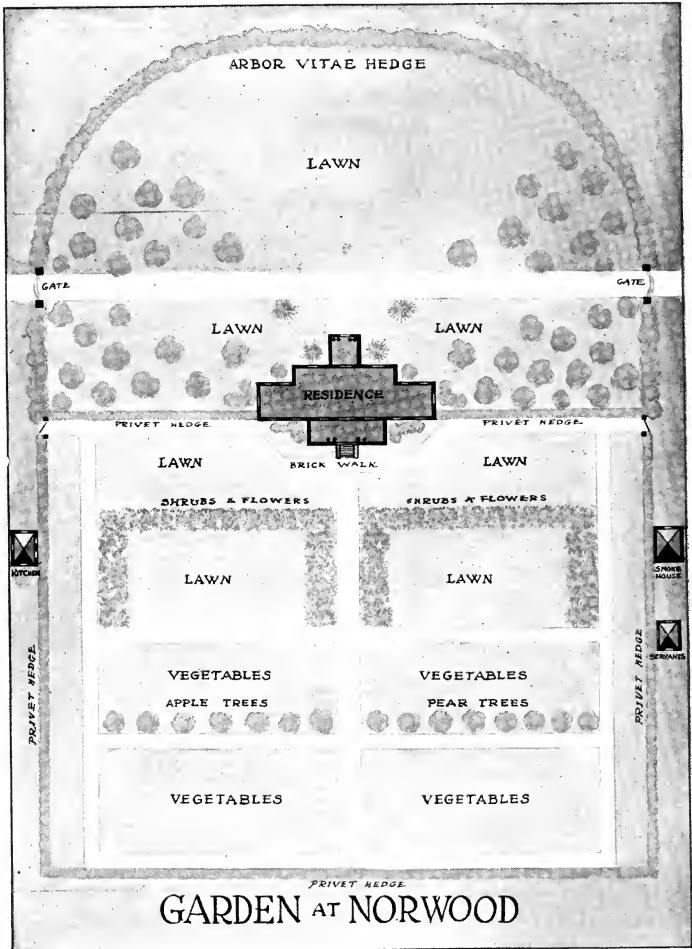 ARBOR VITAE HEDGE
LAWN
GATE
GATE
LAWN
LAWN
RESIDENCE
PRIVET HEDGE
PRIVET HEDGE
LAWN
BRICK WALK
LAWN
SHRUBS & FLOWERS
SHRUBS & FLOWERS
KITCHEN
SMOKE
HOUSE
LAWN
LAWN
SERVANTS
PRIVET HEDGE
PRIVET HEDGE
VEGETABLES
VEGETABLES
APPLE TREES
PEAR TREES
VEGETABLES
VEGETABLES
PRIVET HEDGE
GARDEN AT NORWOOD